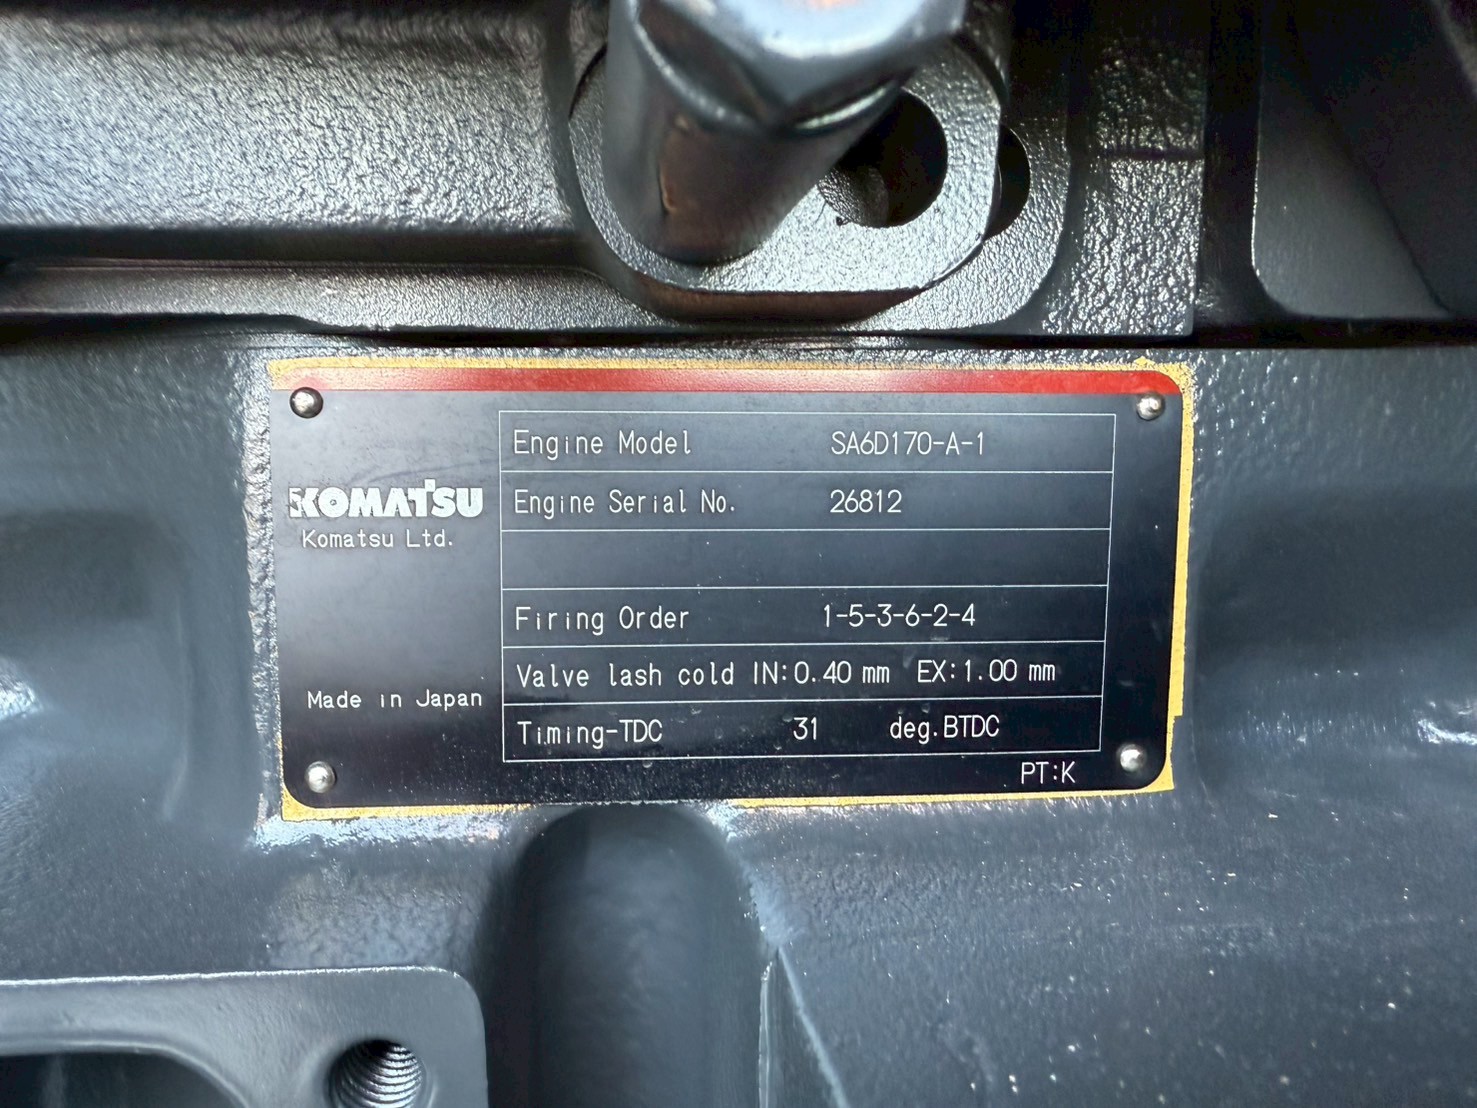 Engine Model SA6D170-A-1
KOMATSU
Engine Serial No. 26812
Komatsu Ltd.
Firing Order 1-5-3-6-2-4
Valve lash cold IN:0.40 mm EX:1.00 mm
Made in Japan
Timing-TDC 31 deg.BTDC
PT:K